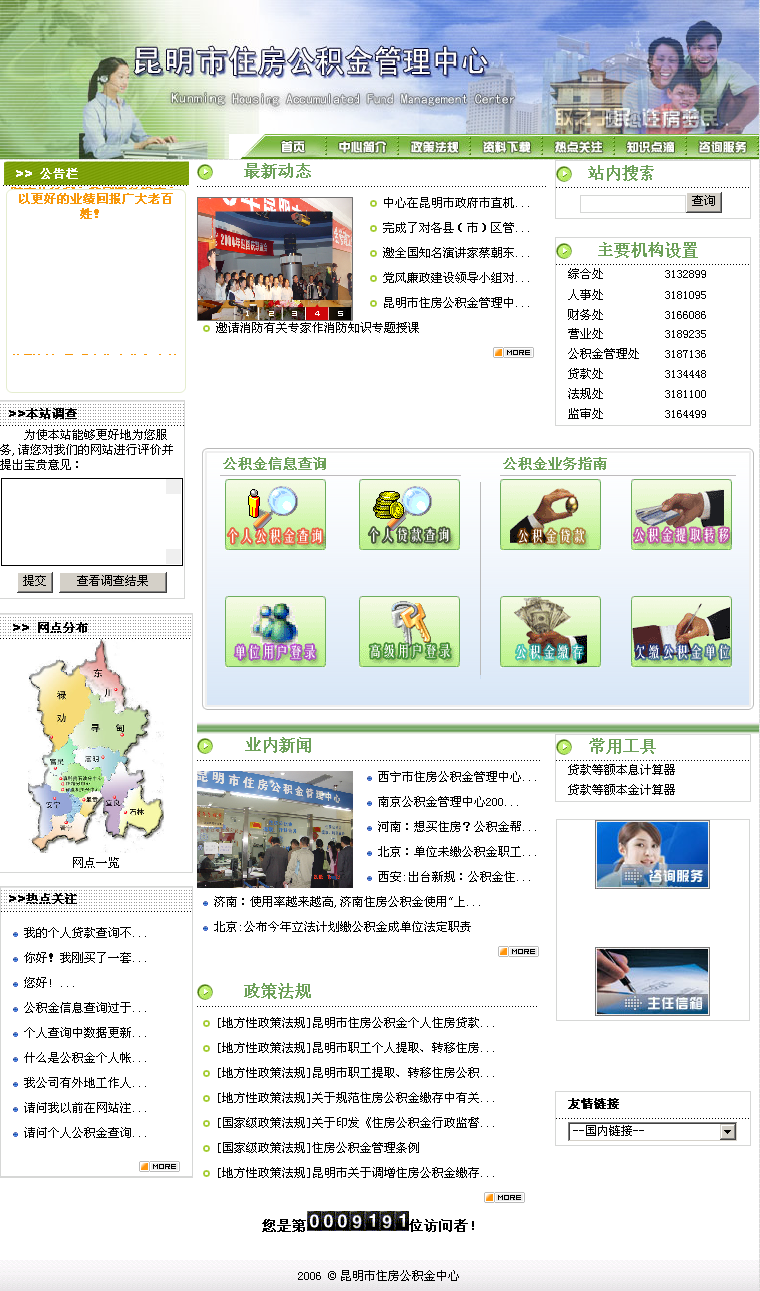 昆明市住房公积金管理中心
Kunming Housing Accumulated Fund Management Certer
首页 中心简介 政策法规 资料下载 热点关注 知识点滴 咨询服务
>> 公告栏
以更好的业绩回报广大老百
姓!
最新动态
中心在昆明市政府市直机...
完成了对各县(市)区管...
邀全国知名演讲家蔡朝东...
党风廉政建设领导小组对...
昆明市住房公积金管理中...
1 2 3 4 5
邀请消防有关专家作消防知识专题授课
MORE
站内搜索
查询
主要机构设置
综合处 3132899
人事处 3181095
财务处 3166086
营业处 3189235
公积金管理处 3187136
贷款处 3134448
法规处 3181100
监审处 3164499
>>本站调查
为使本站能够更好地为您服
务,请您对我们的网站进行评价并
提出宝贵意见:
提交 查看调查结果
公积金信息查询
公积金业务指南
个人公积金查询 个人贷款查询 公积金贷款 公积金提取转移
单位用户登录 高级用户登录 公积金缴存 欠缴公积金单位
>> 网点分布
东
川
禄
劝
寻 甸
富民
嵩明
安宁
呈贡
宜良
石林
晋宁
网点一览
业内新闻
昆明市住房公积金管理中心
西宁市住房公积金管理中心...
南京公积金管理中心200...
河南:想买住房?公积金帮...
北京:单位未缴公积金职工...
西安:出台新规:公积金住...
济南:使用率越来越高,济南住房公积金使用"上...
北京:公布今年立法计划缴公积金成单位法定职责
MORE
常用工具
贷款等额本息计算器
贷款等额本金计算器
咨询服务
主任信箱
>>热点关注
我的个人贷款查询不...
你好!我刚买了一套...
您好! ...
公积金信息查询过于...
个人查询中数据更新...
什么是公积金个人帐...
我公司有外地工作人...
请问我以前在网站注...
请问个人公积金查询...
MORE
政策法规
[地方性政策法规]昆明市住房公积金个人住房贷款...
[地方性政策法规]昆明市职工个人提取、转移住房...
[地方性政策法规]昆明市职工提取、转移住房公积...
[地方性政策法规]关于规范住房公积金缴存中有关...
[国家级政策法规]关于印发《住房公积金行政监督...
[国家级政策法规]住房公积金管理条例
[地方性政策法规]昆明市关于调增住房公积金缴存...
MORE
友情链接
--国内链接--
您是第0009191位访问者!
2006 © 昆明市住房公积金中心